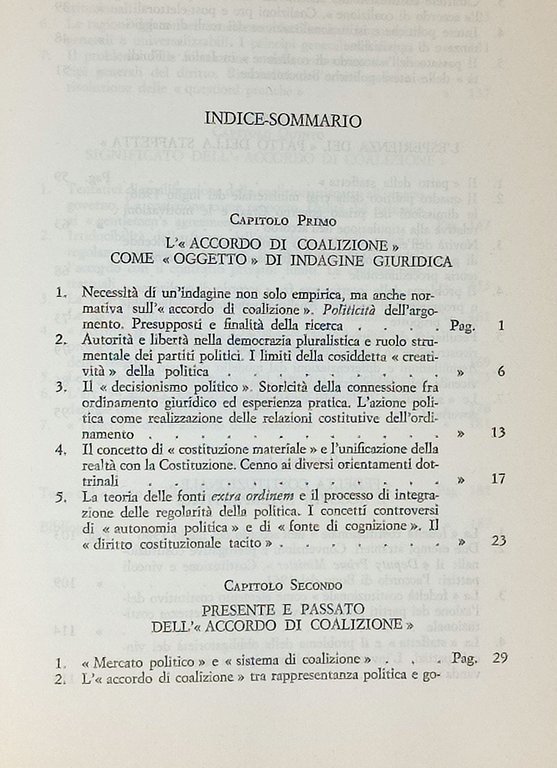 INDICE-SOMMARIO
CAPITOLO PRIMO
L'« ACCORDO DI COALIZIONE »
COME « OGGETTO » DI INDAGINE GIURIDICA
1. Necessità di un'indagine non solo empirica, ma anche nor-
mativa sull'« accordo di coalizione ». Politicità dell'argo-
mento. Presupposti e finalità della ricerca . . . . Pag. 1
2. Autorità e libertà nella democrazia pluralistica e ruolo stru-
mentale dei partiti politici. I limiti della cosiddetta « creati-
vità » della politica . . . . . . . . . » 6
3. Il « decisionismo politico ». Storicità della connessione fra
ordinamento giuridico ed esperienza pratica. L'azione poli-
tica come realizzazione delle relazioni costitutive dell'ordi-
namento . . . . . . . . . . . . » 13
4. Il concetto di « costituzione materiale » e l'unificazione della
realtà con la Costituzione. Cenno ai diversi orientamenti dot-
trinali . . . . . . . . . . . . » 17
5. La teoria delle fonti extra ordinem e il processo di integra-
zione delle regolarità della politica. I concetti controversi
di « autonomia politica » e di « fonte di cognizione ». Il
« diritto costituzionale tacito » . . . . . . . » 23
CAPITOLO SECONDO
PRESENTE E PASSATO
DELL'« ACCORDO DI COALIZIONE »
1. « Mercato politico » e « sistema di coalizione » . . . Pag. 29
2. L'« accordo di coalizione » tra rappresentanza politica e go-